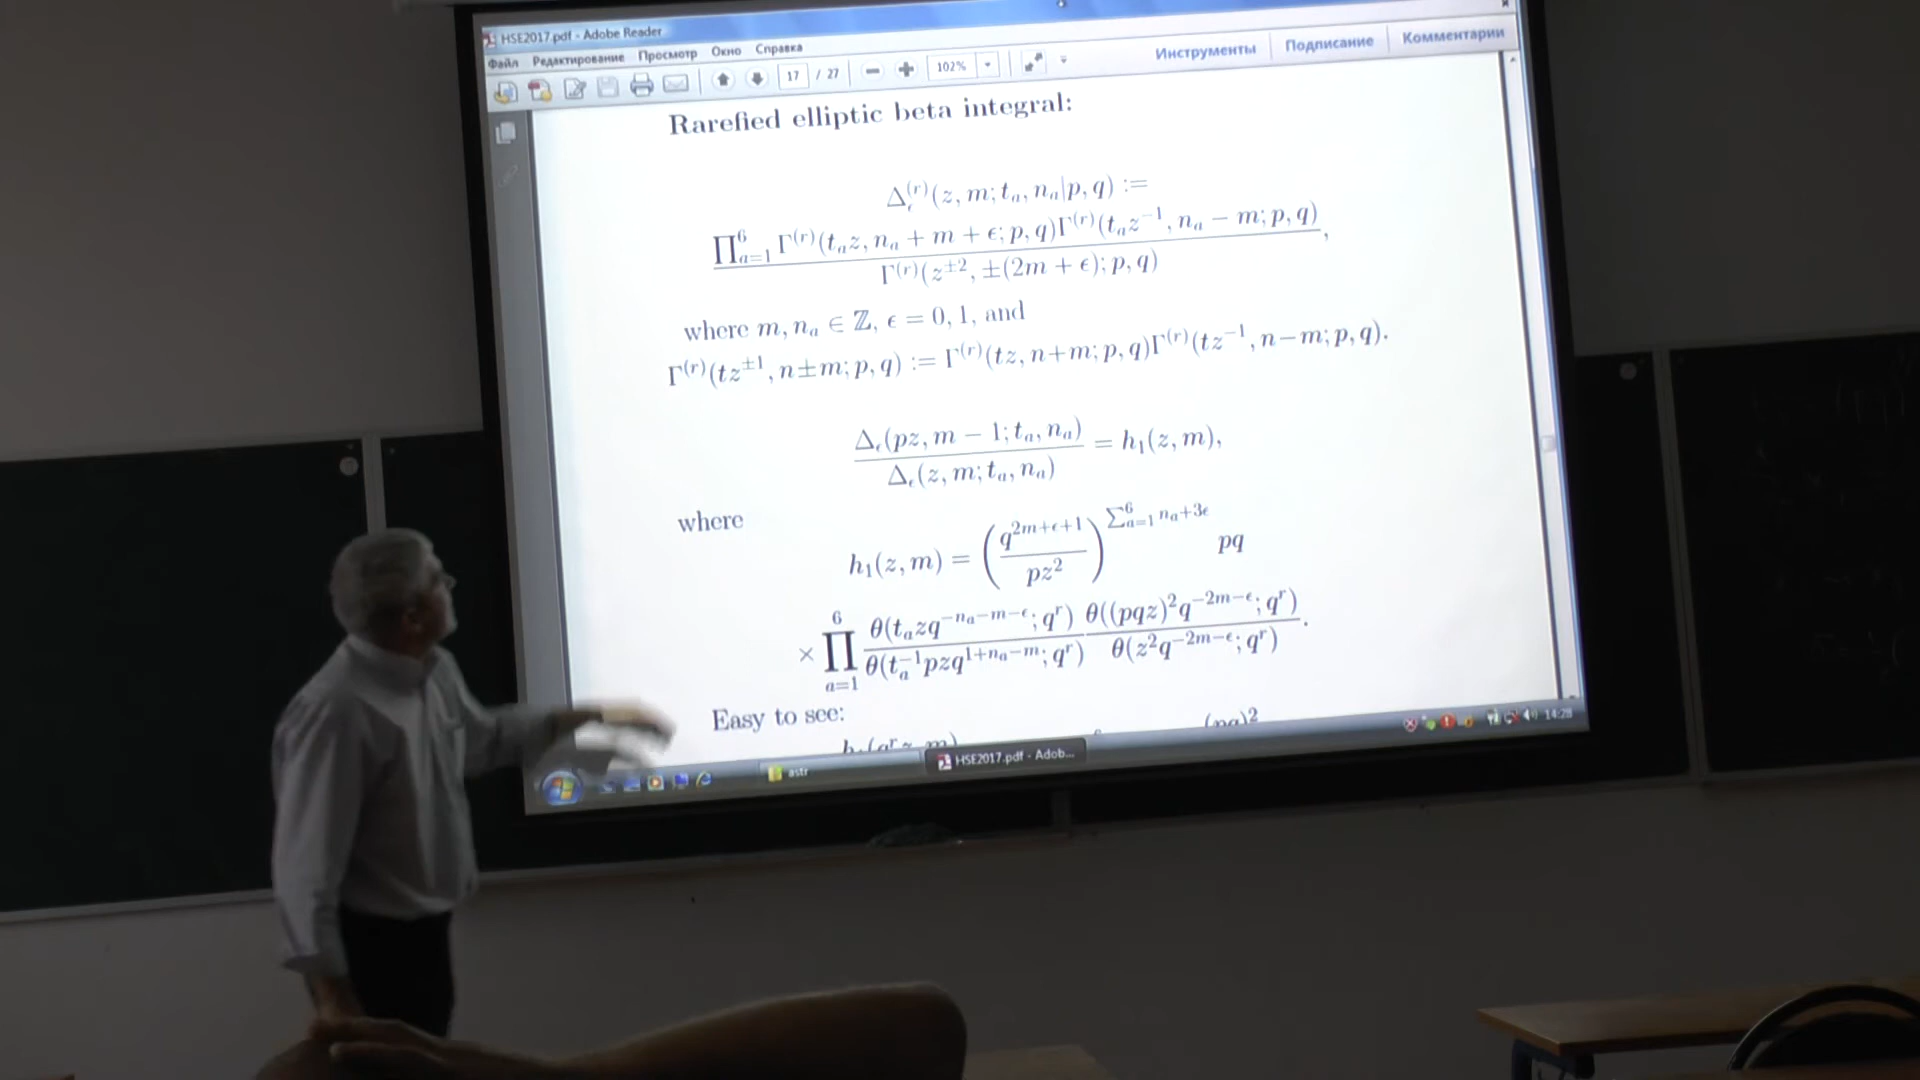 HSE2017.pdf - Adobe Reader
Файл Редактирование Просмотр Окно Справка
17 / 27 102% Инструменты Подписание Комментарии
Rarefied elliptic beta integral:
Δ_ϵ^{(r)}(z, m; t_a, n_a|p, q) :=
∏_{a=1}^6 Γ^{(r)}(t_a z, n_a + m + ϵ; p, q)Γ^{(r)}(t_a z^{-1}, n_a − m; p, q)
Γ^{(r)}(z^{±2}, ±(2m + ϵ); p, q) ,
where m, n_a ∈ ℤ, ϵ = 0, 1, and
Γ^{(r)}(tz^{±1}, n±m; p, q) := Γ^{(r)}(tz, n+m; p, q)Γ^{(r)}(tz^{-1}, n−m; p, q).
Δ_ϵ(pz, m − 1; t_a, n_a)
Δ_ϵ(z, m; t_a, n_a) = h_1(z, m),
where
h_1(z, m) = (q^{2m+ϵ+1} / pz^2)^{∑_{a=1}^6 n_a+3ϵ} pq
× ∏_{a=1}^6 θ(t_a zq^{-n_a-m-ϵ}; q^r) / θ(t_a^{-1}pzq^{1+n_a-m}; q^r) θ((pqz)^2q^{-2m-ϵ}; q^r) / θ(z^2q^{-2m-ϵ}; q^r) .
Easy to see:
astr HSE2017.pdf - Adob... 14:28